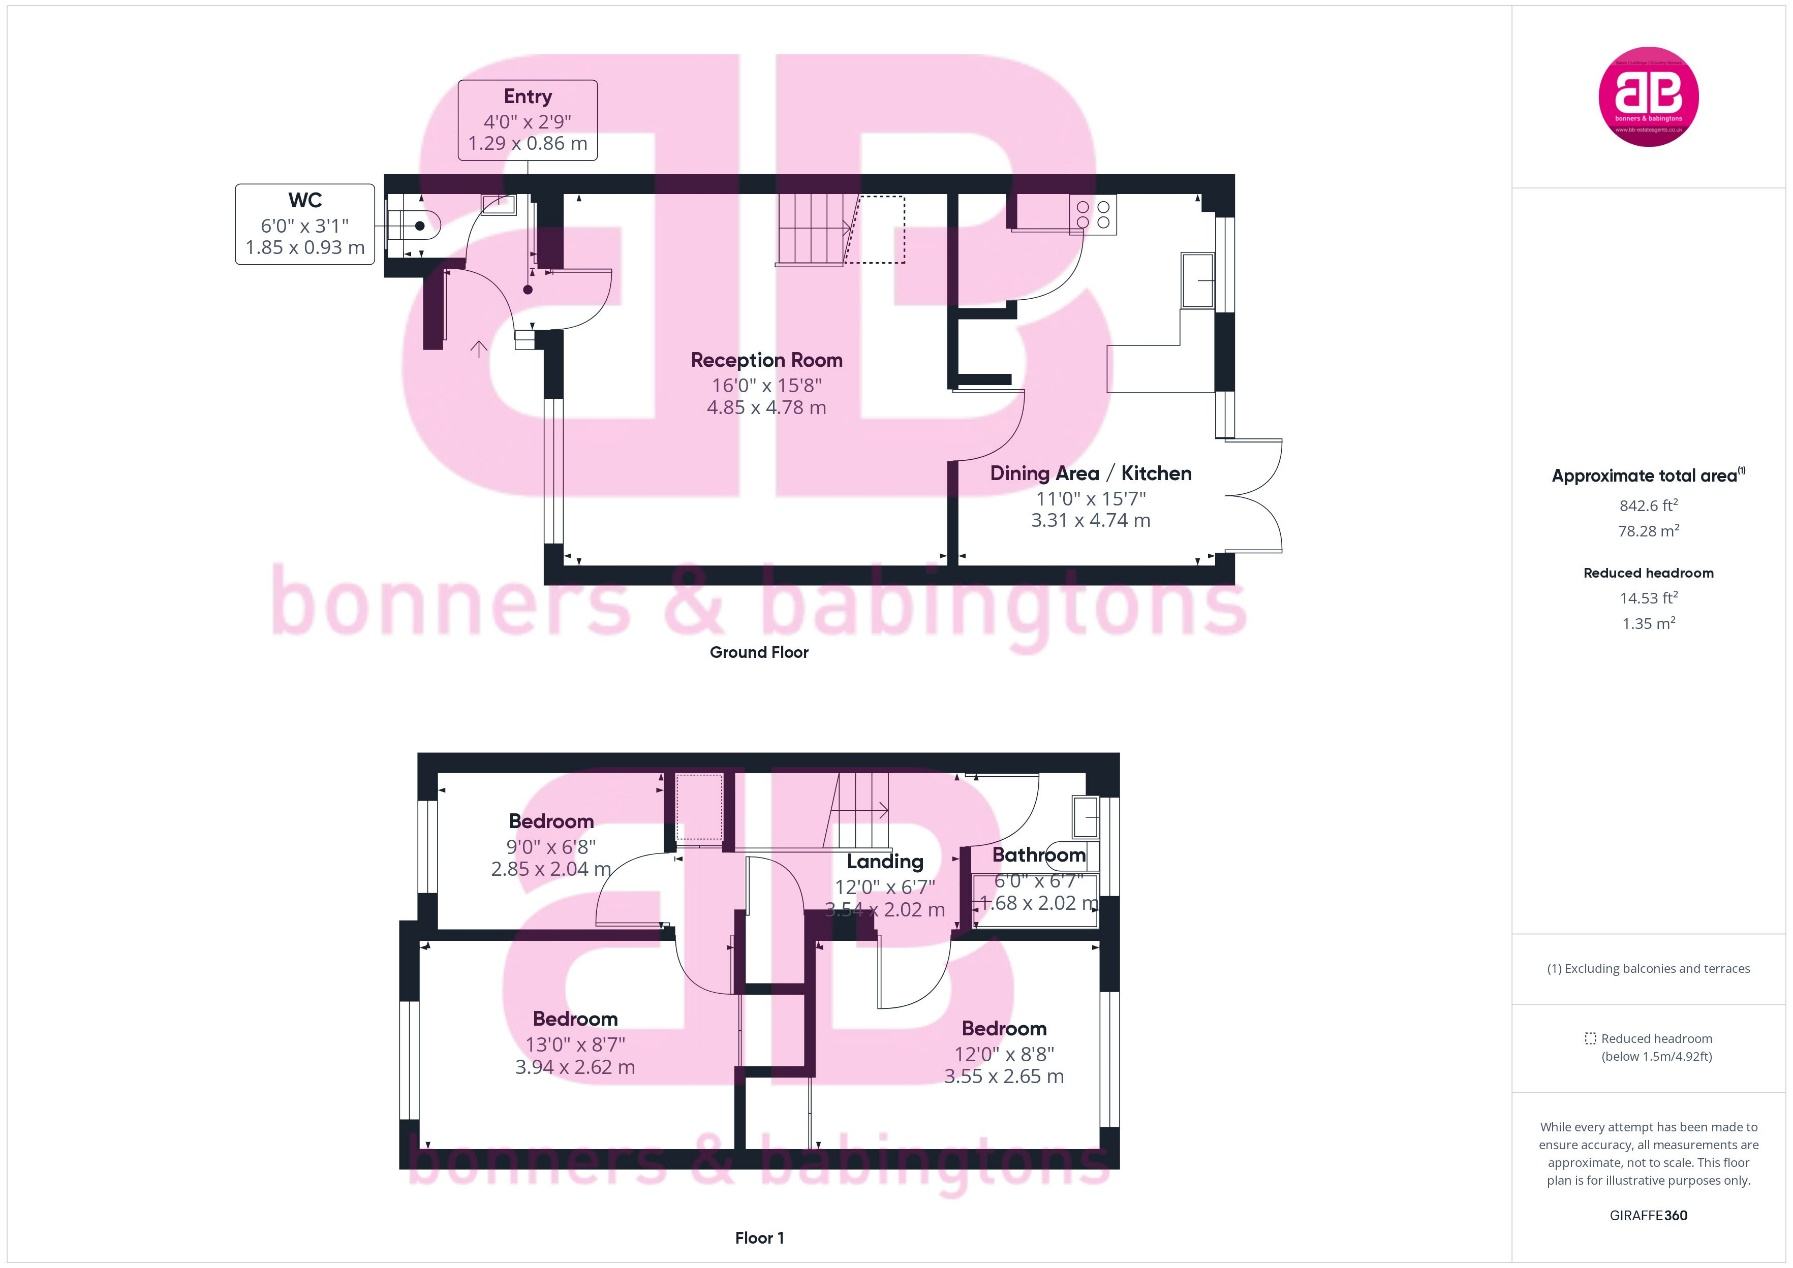 Entry
4'0" x 2'9"
1.29 x 0.86 m
WC
6'0" x 3'1"
1.85 x 0.93 m
Reception Room
16'0" x 15'8"
4.85 x 4.78 m
Dining Area / Kitchen
11'0" x 15'7"
3.31 x 4.74 m
bonners & babingtons
Ground Floor
Bedroom
9'0" x 6'8"
2.85 x 2.04 m
Landing
12'0" x 6'7"
3.54 x 2.02 m
Bathroom
6'0" x 6'7"
1.68 x 2.02 m
Bedroom
13'0" x 8'7"
3.94 x 2.62 m
Bedroom
12'0" x 8'8"
3.55 x 2.65 m
bonners & babingtons
Floor 1
BB
bonners & babingtons
www.bb-estateagents.co.uk
Approximate total area(1)
842.6 ft²
78.28 m²
Reduced headroom
14.53 ft²
1.35 m²
(1) Excluding balconies and terraces
Reduced headroom
(below 1.5m/4.92ft)
While every attempt has been made to
ensure accuracy, all measurements are
approximate, not to scale. This floor
plan is for illustrative purposes only.
GIRAFFE360